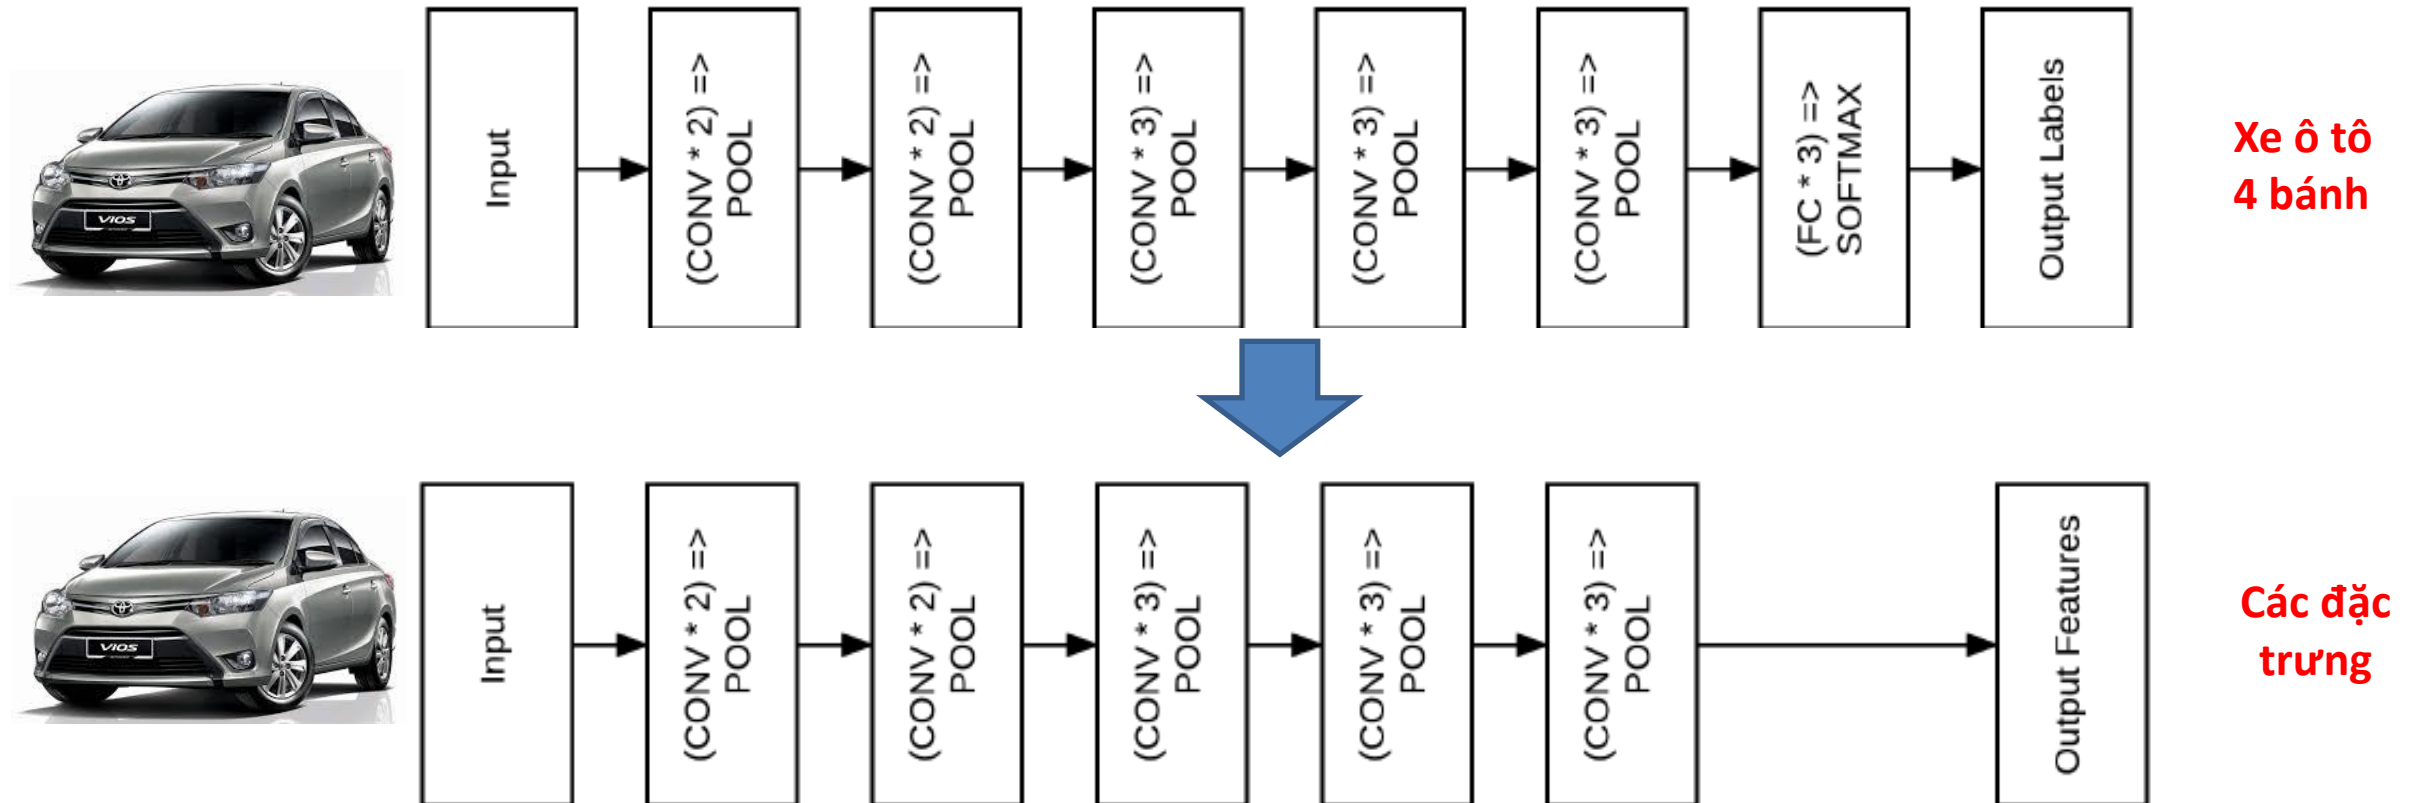 VIOS
Input
(CONV * 2) =>
POOL
(CONV * 2) =>
POOL
(CONV * 3) =>
POOL
(CONV * 3) =>
POOL
(CONV * 3) =>
POOL
(FC * 3) =>
SOFTMAX
Output Labels
Xe ô tô
4 bánh
VIOS
Input
(CONV * 2) =>
POOL
(CONV * 2) =>
POOL
(CONV * 3) =>
POOL
(CONV * 3) =>
POOL
(CONV * 3) =>
POOL
Output Features
Các đặc
trưng